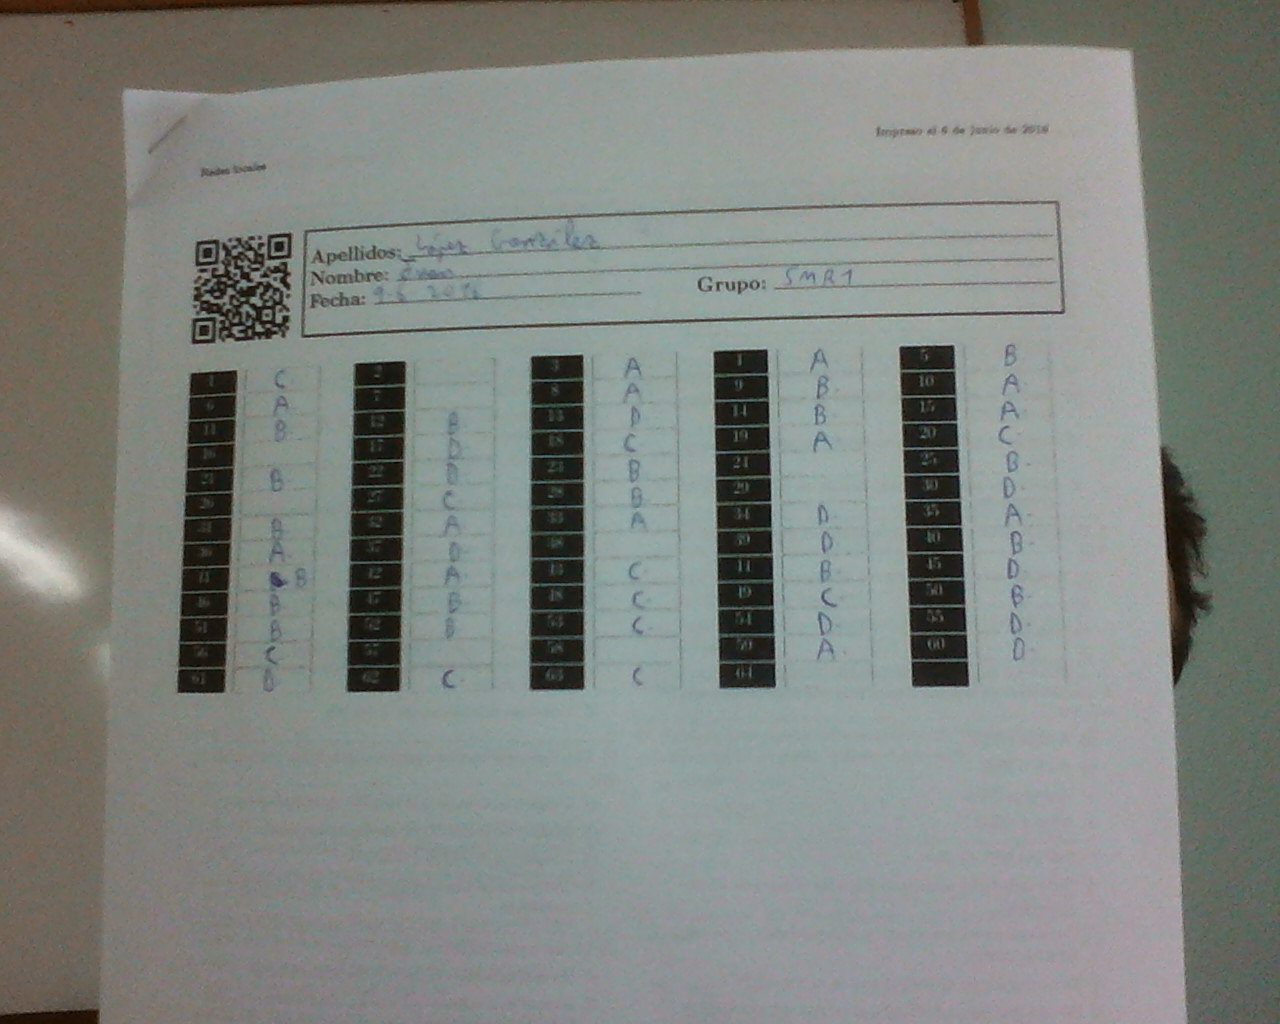 Impreso el 6 de junio de 2016
Redes locales
Apellidos: López González
Nombre:
Fecha: 9-6 2016 Grupo: SMR1
1 C 2 3 A 4 A 5 B
6 A 7 8 A 9 B 10 A
11 B 12 B 13 D 14 B 15 A
16 17 D 18 C 19 A 20 C
21 B 22 D 23 B 24 25 B
26 27 C 28 B 29 30 D
31 B 32 A 33 A 34 D 35 A
36 A 37 D 38 39 D 40 B
41 B 42 A 43 C 44 B 45 D
46 B 47 B 48 C 49 C 50 B
51 B 52 B 53 C 54 D 55 D
56 C 57 58 59 A 60 D
61 D 62 C 63 C 64